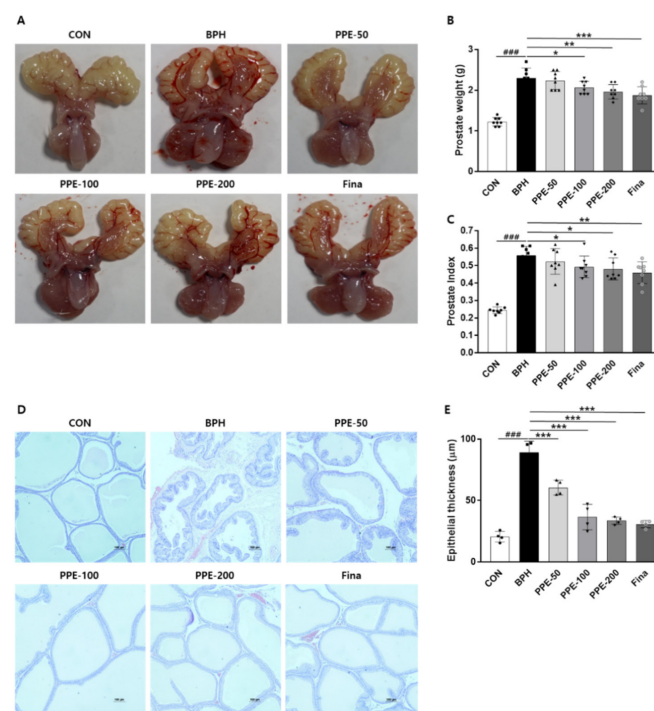 A
CON
BPH
PPE-50
PPE-100
PPE-200
Fina
B
Prostate weight (g)
3
2
1
0
###
*
**
***
CON
BPH
PPE-50
PPE-100
PPE-200
Fina
C
Prostate Index
0.7
0.6
0.5
0.4
0.3
0.2
0.1
0.0
###
*
*
**
CON
BPH
PPE-50
PPE-100
PPE-200
Fina
D
CON
BPH
PPE-50
PPE-100
PPE-200
Fina
E
Epithelial thickness (μm)
100
50
0
###
***
***
***
***
CON
BPH
PPE-50
PPE-100
PPE-200
Fina